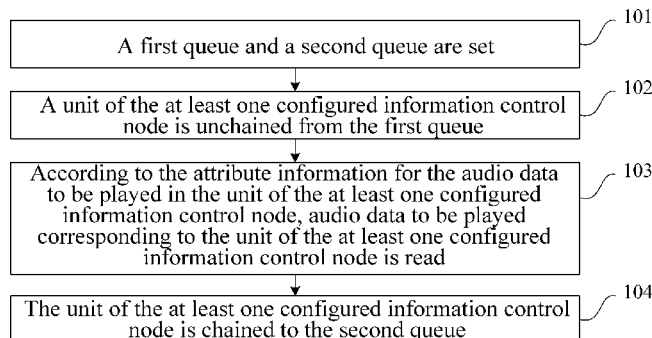 101
A first queue and a second queue are set
102
A unit of the at least one configured information control
node is unchained from the first queue
103
According to the attribute information for the audio data
to be played in the unit of the at least one configured
information control node, audio data to be played
corresponding to the unit of the at least one configured
information control node is read
104
The unit of the at least one configured information control
node is chained to the second queue